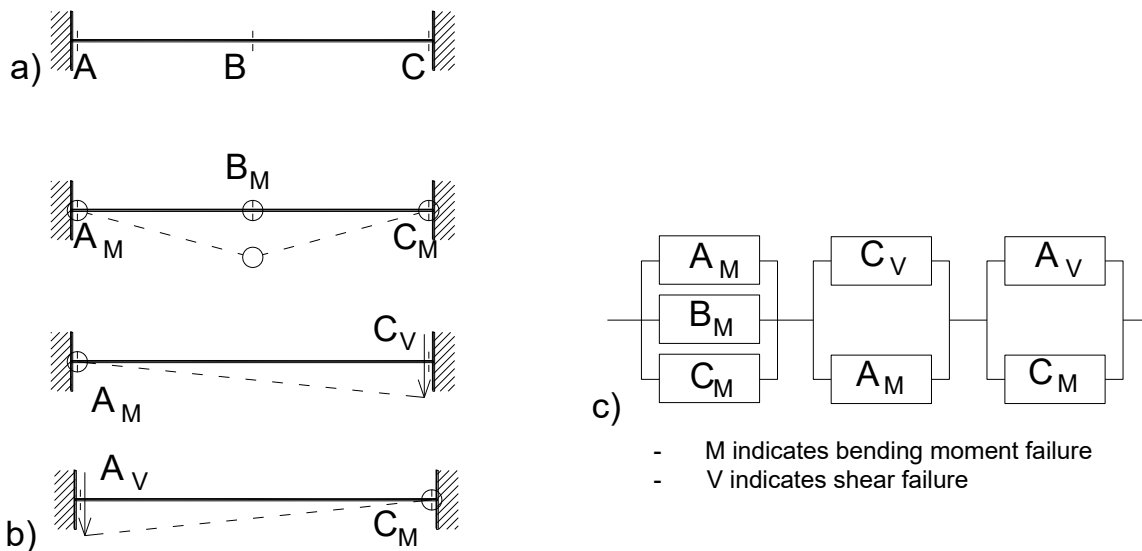 a)
A B C
B_M
A_M C_M
C_V
A_M
A_V
C_M
b)
A_M C_V A_V
B_M
C_M A_M C_M
c)
- M indicates bending moment failure
- V indicates shear failure